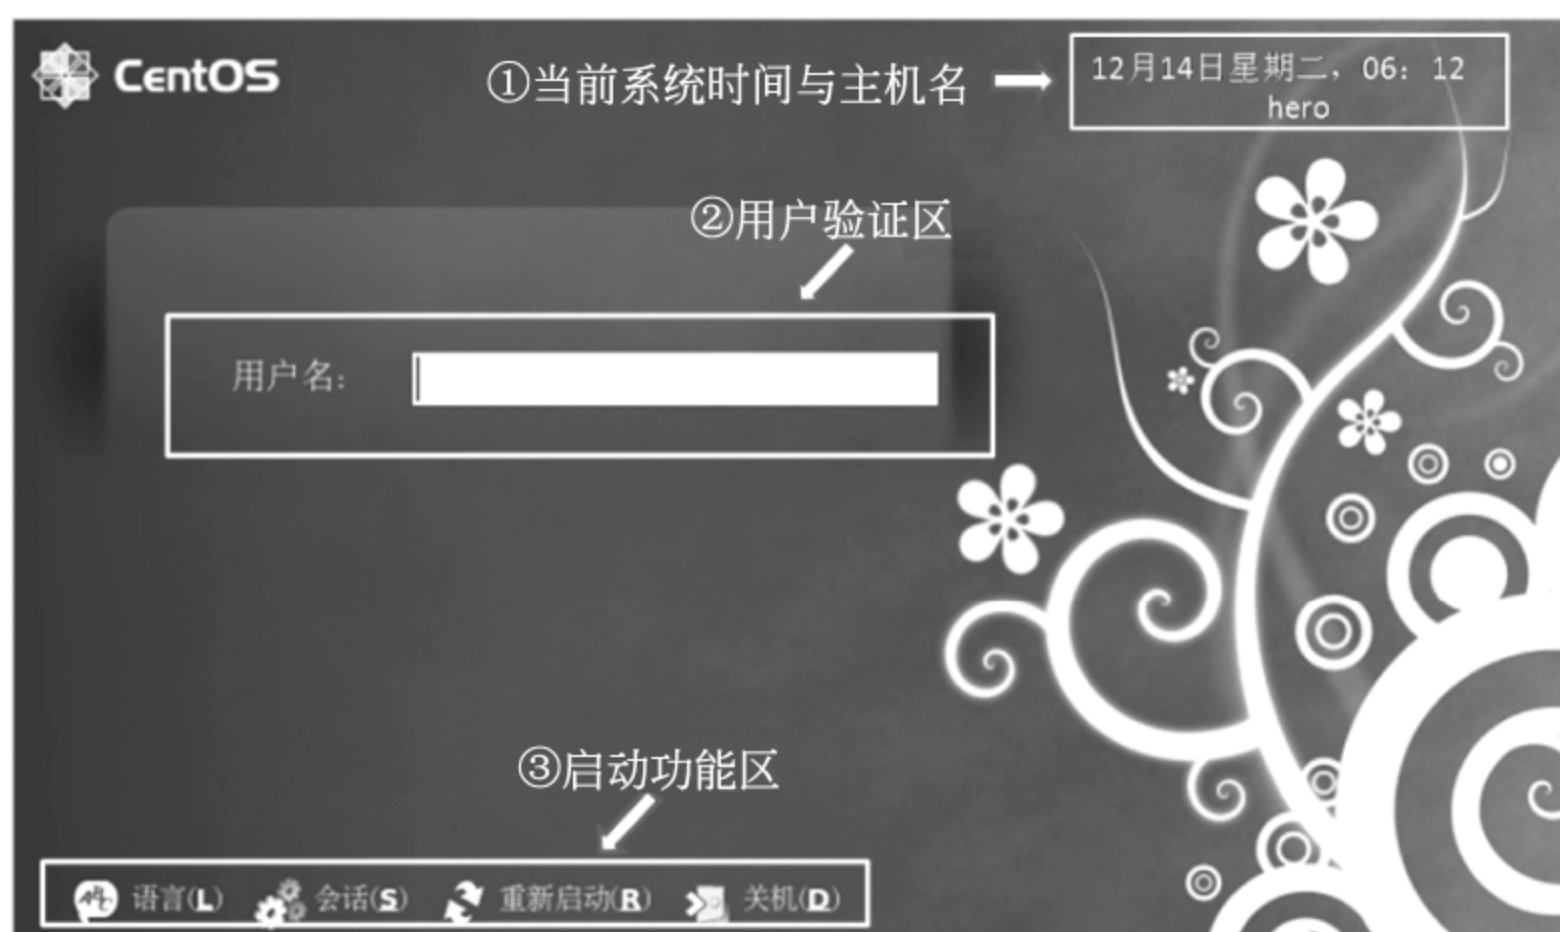 CentOS
①当前系统时间与主机名
12月14日星期二，06：12
hero
②用户验证区
用户名：
③启动功能区
语言(L) 会话(S) 重新启动(R) 关机(D)